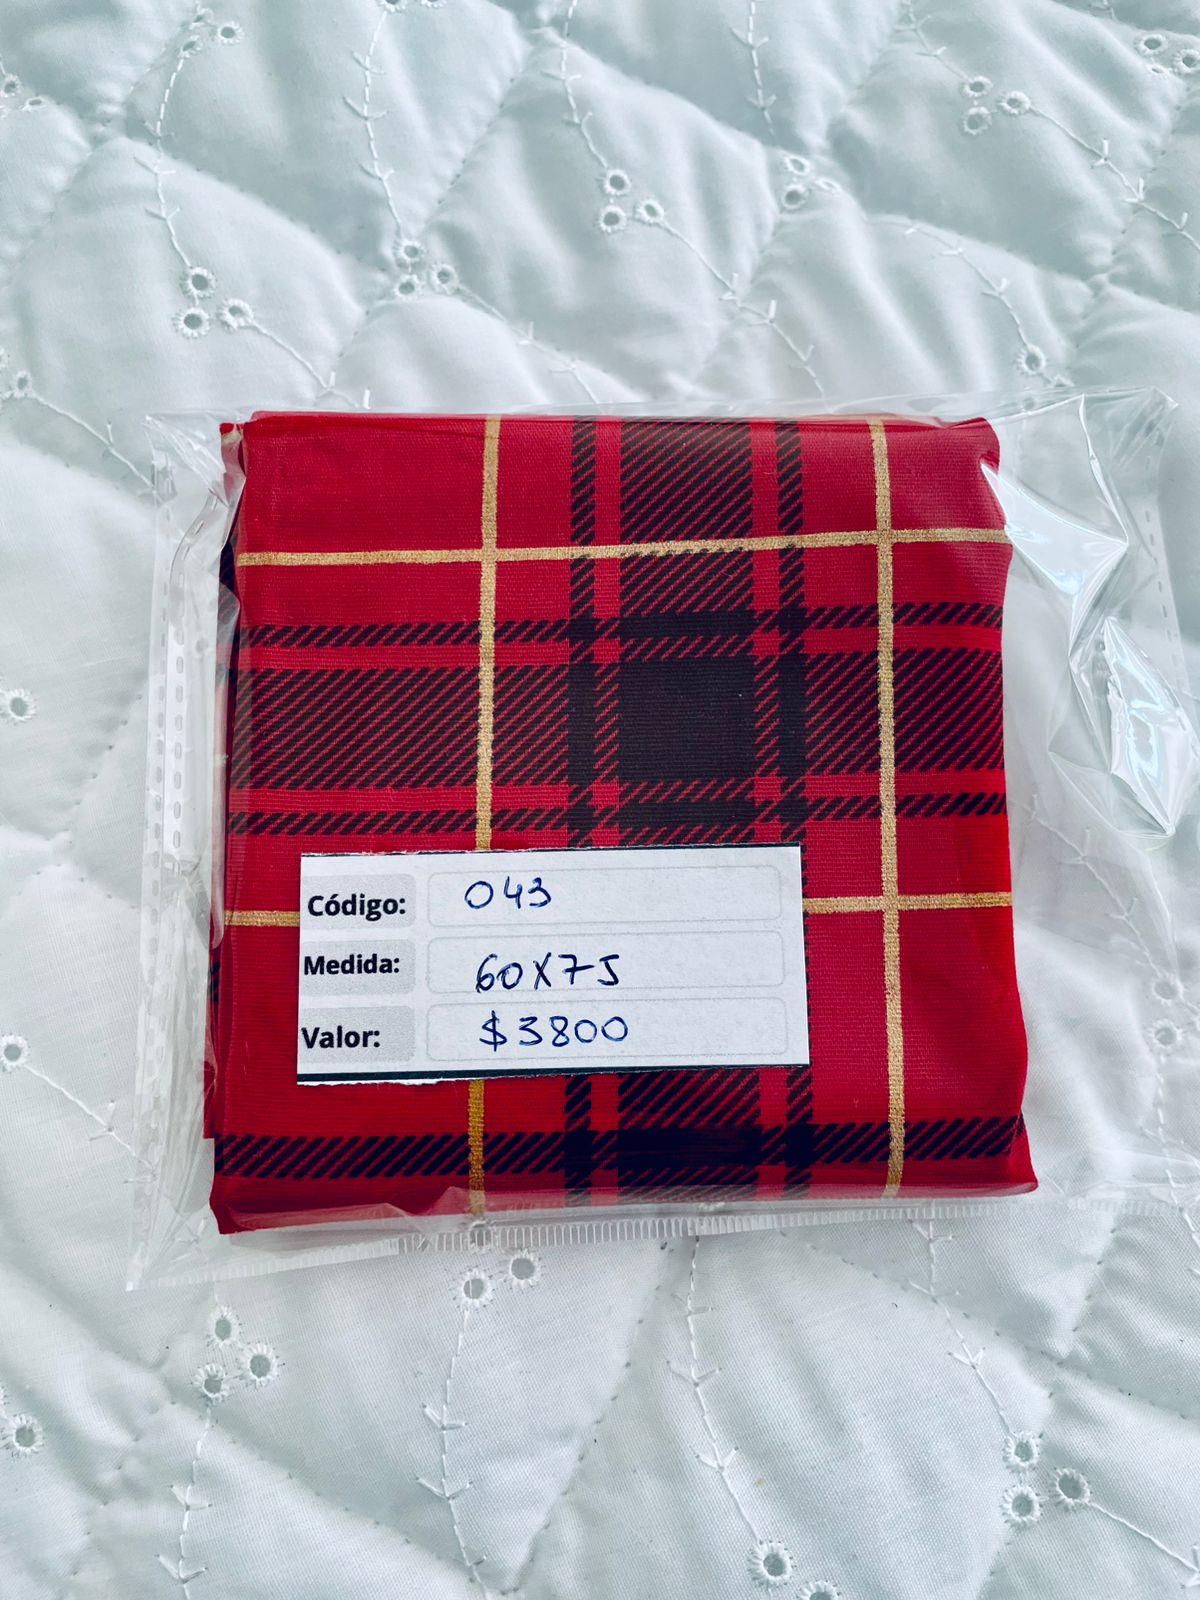 Código: 043
Medida: 60X75
Valor: $3800